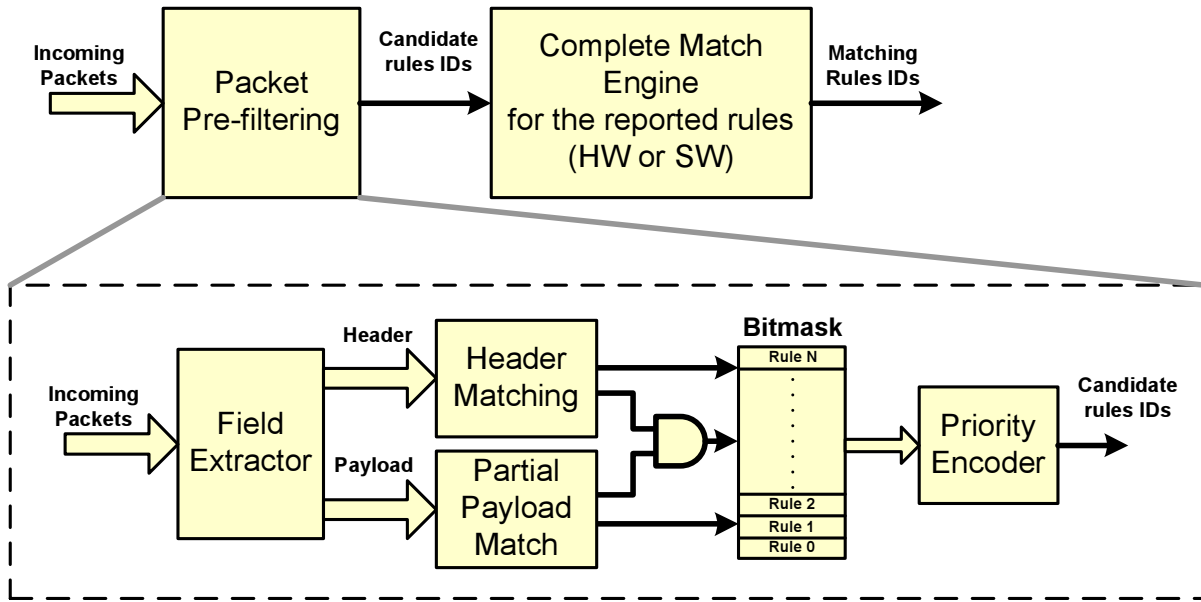 Incoming
Packets
Packet
Pre-filtering
Candidate
rules IDs
Complete Match
Engine
for the reported rules
(HW or SW)
Matching
Rules IDs
Incoming
Packets
Field
Extractor
Header
Payload
Header
Matching
Partial
Payload
Match
Bitmask
Rule N
Rule 2
Rule 1
Rule 0
Priority
Encoder
Candidate
rules IDs